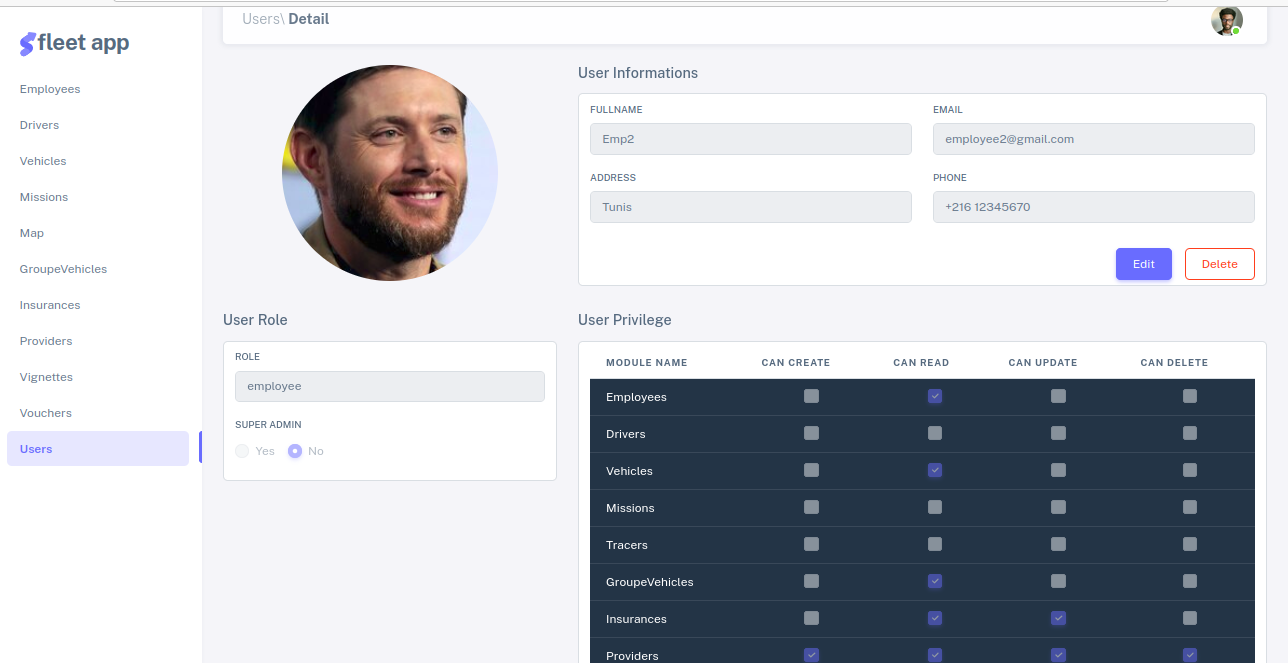 Users\ Detail
fleet app
Employees
Drivers
Vehicles
Missions
Map
GroupeVehicles
Insurances
Providers
Vignettes
Vouchers
Users
User Informations
FULLNAME EMAIL
Emp2 employee2@gmail.com
ADDRESS PHONE
Tunis +216 12345670
Edit Delete
User Role
ROLE
employee
SUPER ADMIN
Yes No
User Privilege
MODULE NAME CAN CREATE CAN READ CAN UPDATE CAN DELETE
Employees
Drivers
Vehicles
Missions
Tracers
GroupeVehicles
Insurances
Providers